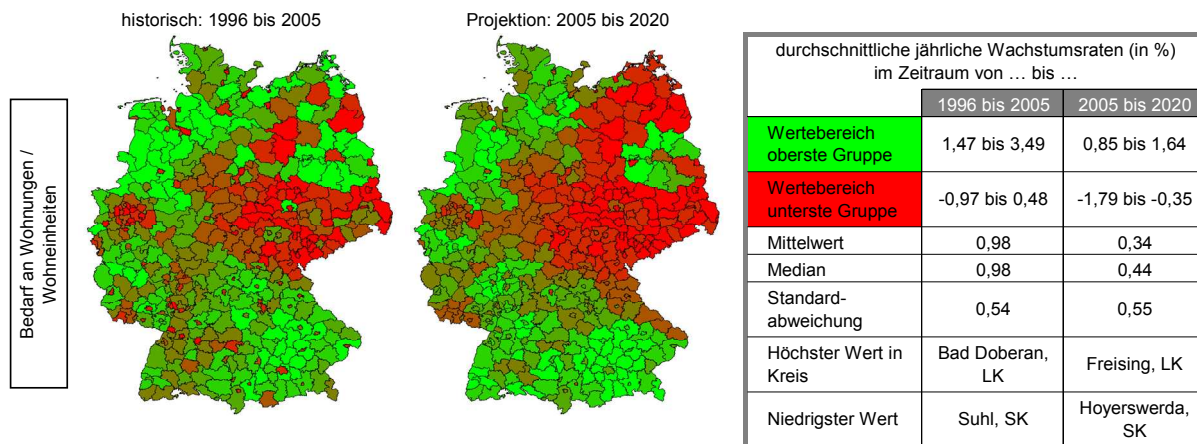 historisch: 1996 bis 2005
Projektion: 2005 bis 2020
Bedarf an Wohnungen /
Wohneinheiten
durchschnittliche jährliche Wachstumsraten (in %)
im Zeitraum von … bis …
1996 bis 2005
2005 bis 2020
Wertebereich
oberste Gruppe
1,47 bis 3,49
0,85 bis 1,64
Wertebereich
unterste Gruppe
-0,97 bis 0,48
-1,79 bis -0,35
Mittelwert
0,98
0,34
Median
0,98
0,44
Standard-
abweichung
0,54
0,55
Höchster Wert in
Kreis
Bad Doberan,
LK
Freising, LK
Niedrigster Wert
Suhl, SK
Hoyerswerda,
SK